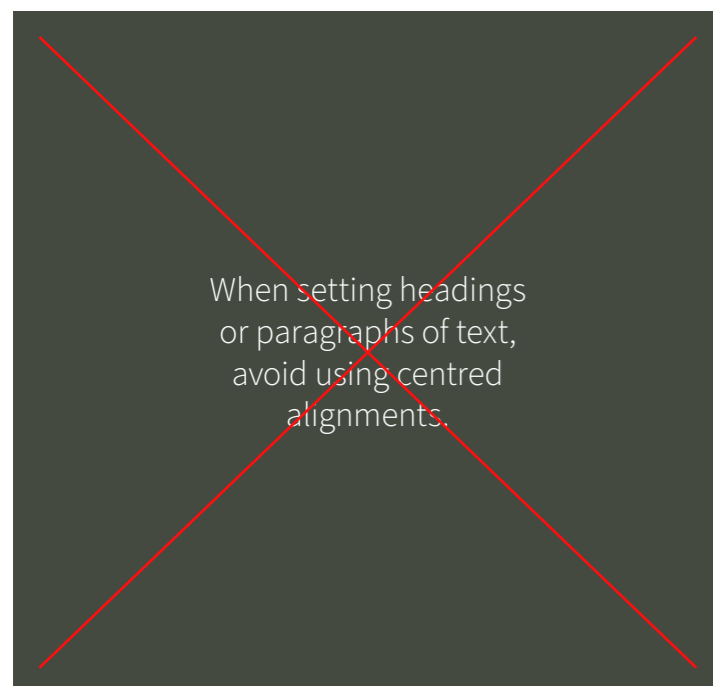 When setting headings
or paragraphs of text,
avoid using centred
alignments.